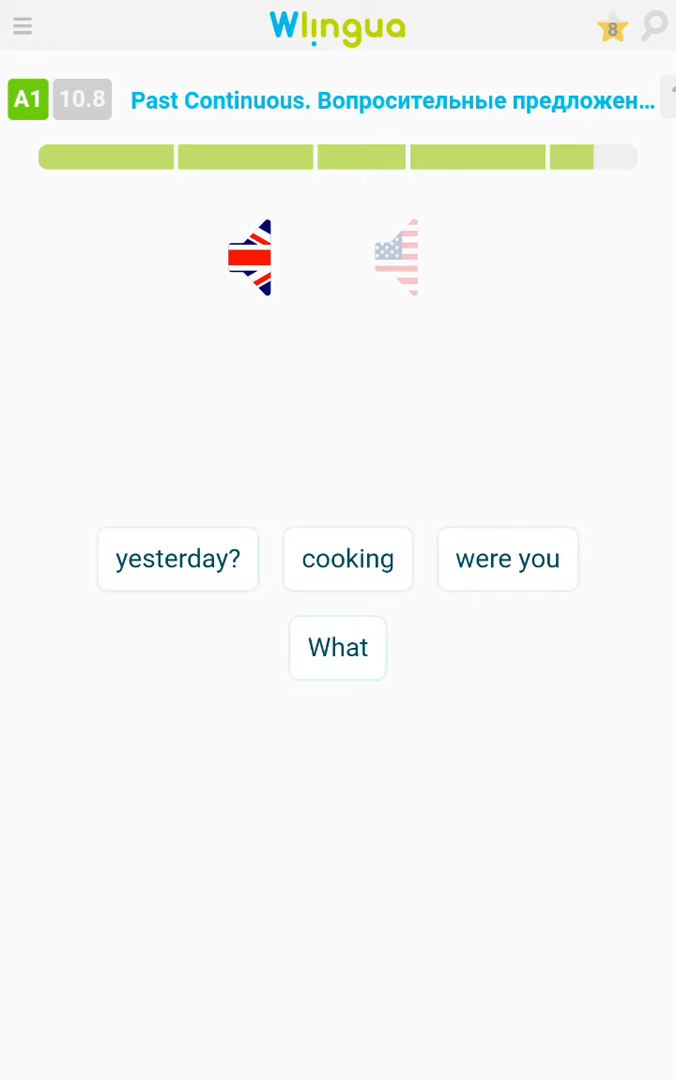 Wlingua
8
A1 10.8 Past Continuous. Вопросительные предложен...
yesterday? cooking were you
What